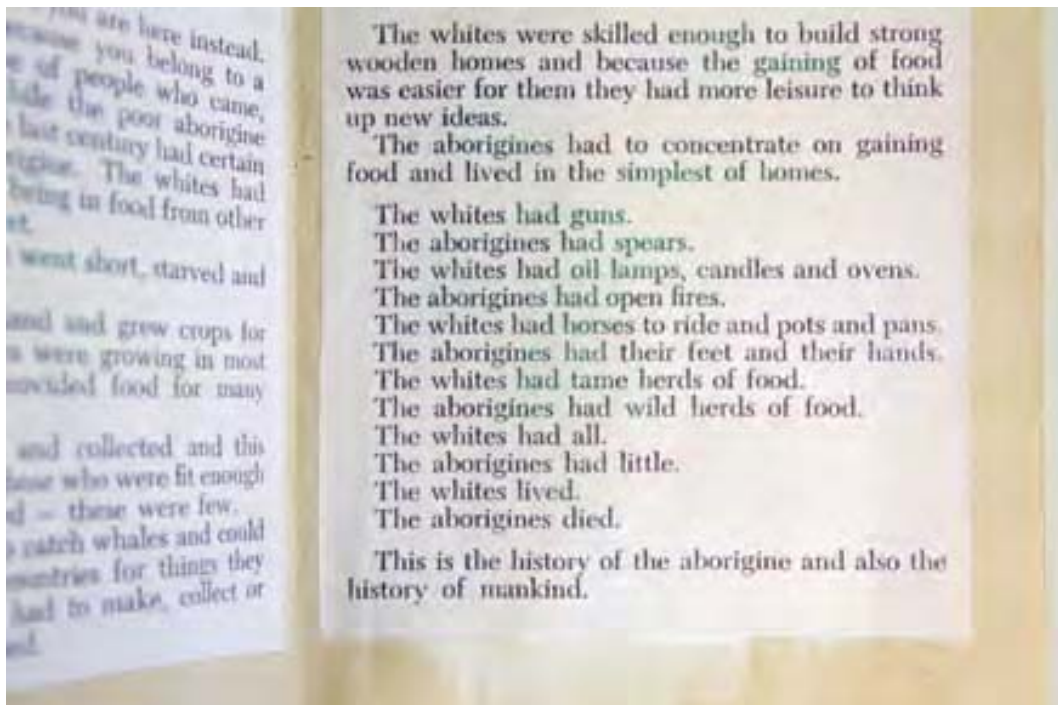 you are here instead.
because you belong to a
of people who came,
while the poor aborigine
last century had certain
aborigine. The whites had
bring in food from other
went short, starved and
and grew crops for
were growing in most
provided food for many
and collected and this
those who were fit enough
– these were few.
catch whales and could
countries for things they
had to make, collect or
The whites were skilled enough to build strong
wooden homes and because the gaining of food
was easier for them they had more leisure to think
up new ideas.
The aborigines had to concentrate on gaining
food and lived in the simplest of homes.
The whites had guns.
The aborigines had spears.
The whites had oil lamps, candles and ovens.
The aborigines had open fires.
The whites had horses to ride and pots and pans.
The aborigines had their feet and their hands.
The whites had tame herds of food.
The aborigines had wild herds of food.
The whites had all.
The aborigines had little.
The whites lived.
The aborigines died.
This is the history of the aborigine and also the
history of mankind.